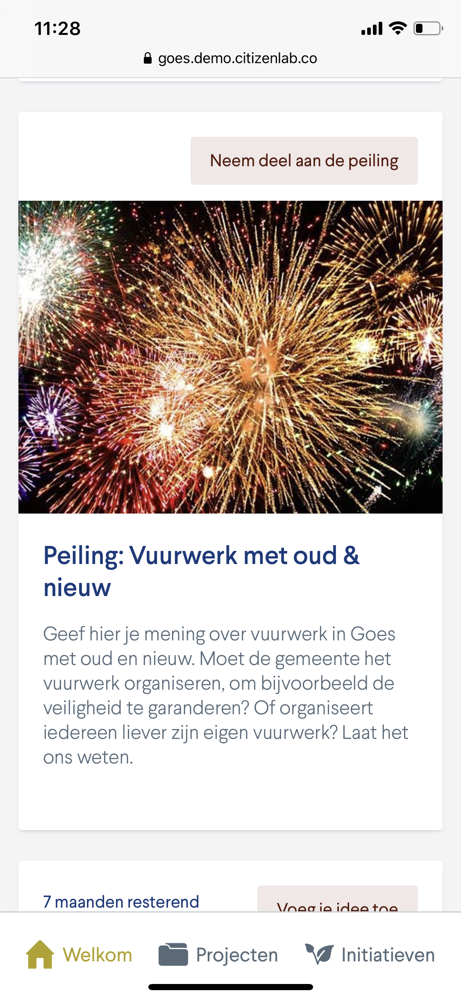 11:28
goes.demo.citizenlab.co
Neem deel aan de peiling
Peiling: Vuurwerk met oud &
nieuw
Geef hier je mening over vuurwerk in Goes
met oud en nieuw. Moet de gemeente het
vuurwerk organiseren, om bijvoorbeeld de
veiligheid te garanderen? Of organiseert
iedereen liever zijn eigen vuurwerk? Laat het
ons weten.
7 maanden resterend
Voeg je idee toe
Welkom
Projecten
Initiatieven